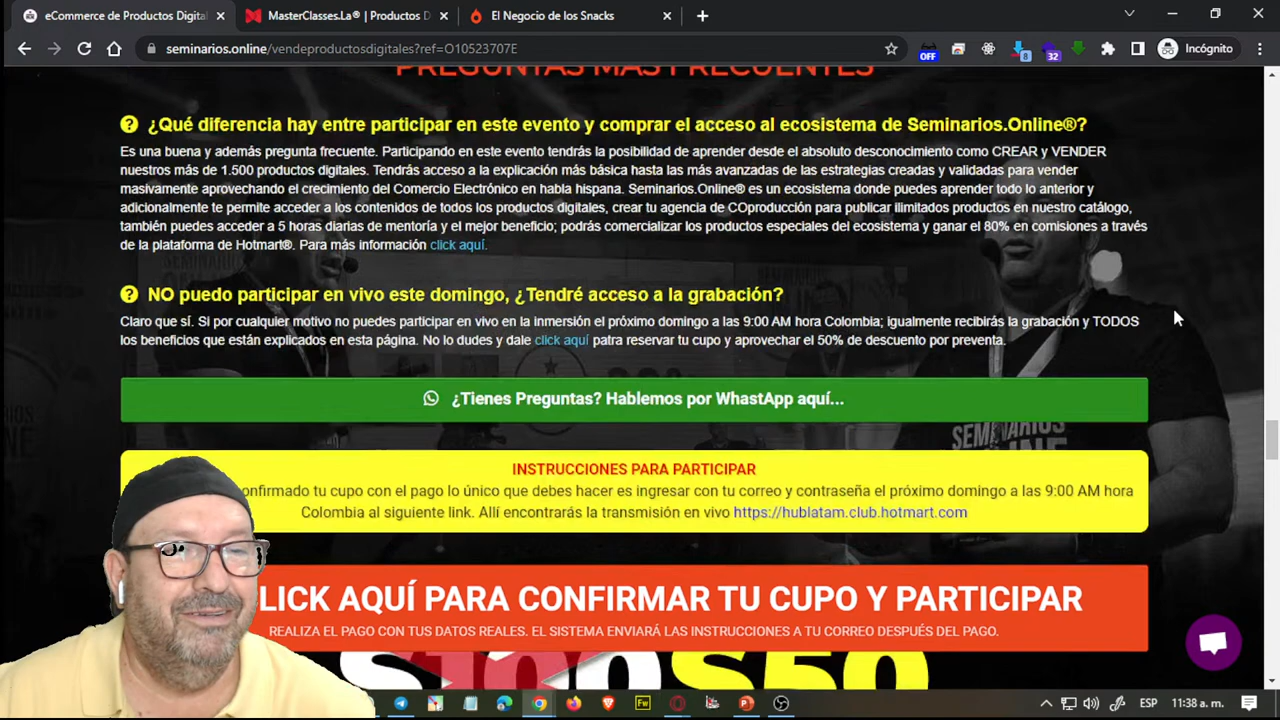 eCommerce de Productos Digital
MasterClasses.La® | Productos D
El Negocio de los Snacks
seminarios.online/vendeproductosdigitales?ref=O10523707E
OFF
8
32
Incógnito
PREGUNTAS MÁS FRECUENTES
¿Qué diferencia hay entre participar en este evento y comprar el acceso al ecosistema de Seminarios.Online®?
Es una buena y además pregunta frecuente. Participando en este evento tendrás la posibilidad de aprender desde el absoluto desconocimiento como CREAR y VENDER
nuestros más de 1.500 productos digitales. Tendrás acceso a la explicación más básica hasta las más avanzadas de las estrategias creadas y validadas para vender
masivamente aprovechando el crecimiento del Comercio Electrónico en habla hispana. Seminarios.Online® es un ecosistema donde puedes aprender todo lo anterior y
adicionalmente te permite acceder a los contenidos de todos los productos digitales, crear tu agencia de COproducción para publicar ilimitados productos en nuestro catálogo,
también puedes acceder a 5 horas diarias de mentoría y el mejor beneficio; podrás comercializar los productos especiales del ecosistema y ganar el 80% en comisiones a través
de la plataforma de Hotmart®. Para más información click aquí.
NO puedo participar en vivo este domingo, ¿Tendré acceso a la grabación?
Claro que sí. Si por cualquier motivo no puedes participar en vivo en la inmersión el próximo domingo a las 9:00 AM hora Colombia; igualmente recibirás la grabación y TODOS
los beneficios que están explicados en esta página. No lo dudes y dale click aquí patra reservar tu cupo y aprovechar el 50% de descuento por preventa.
¿Tienes Preguntas? Hablemos por WhastApp aquí...
SEMINARIOS
ONLINE
INSTRUCCIONES PARA PARTICIPAR
onfirmado tu cupo con el pago lo único que debes hacer es ingresar con tu correo y contraseña el próximo domingo a las 9:00 AM hora
Colombia al siguiente link. Allí encontrarás la transmisión en vivo https://hublatam.club.hotmart.com
LICK AQUÍ PARA CONFIRMAR TU CUPO Y PARTICIPAR
REALIZA EL PAGO CON TUS DATOS REALES. EL SISTEMA ENVIARÁ LAS INSTRUCCIONES A TU CORREO DESPUÉS DEL PAGO.
$100 $50
Fw
ESP
11:38 a. m.